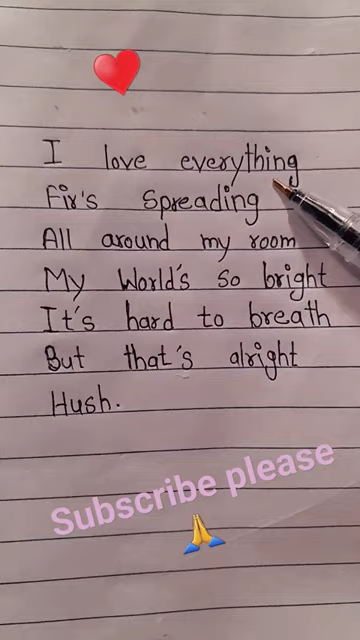 I love everything
Fir's Spreading
All around my room
My World's so bright
It's hard to breath
But that's alright
Hush.
Subscribe please